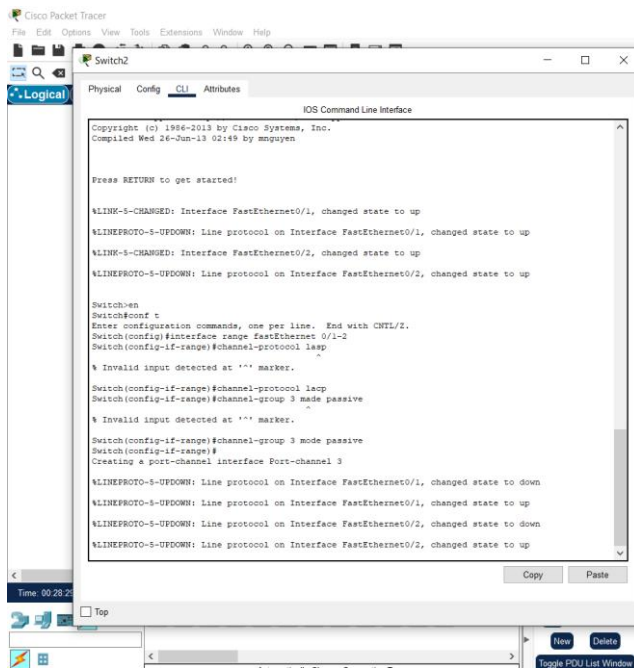 Cisco Packet Tracer
File Edit Options View Tools Extensions Window Help
Switch2
Logical
Physical Config CLI Attributes
IOS Command Line Interface
Copyright (c) 1986-2013 by Cisco Systems, Inc.
Compiled Wed 26-Jun-13 02:49 by mnguyen
Press RETURN to get started!
%LINK-5-CHANGED: Interface FastEthernet0/1, changed state to up
%LINEPROTO-5-UPDOWN: Line protocol on Interface FastEthernet0/1, changed state to up
%LINK-5-CHANGED: Interface FastEthernet0/2, changed state to up
%LINEPROTO-5-UPDOWN: Line protocol on Interface FastEthernet0/2, changed state to up
Switch>en
Switch#conf t
Enter configuration commands, one per line. End with CNTL/Z.
Switch(config)#interface range fastEthernet 0/1-2
Switch(config-if-range)#channel-protocol lasp
^
% Invalid input detected at '^' marker.
Switch(config-if-range)#channel-protocol lacp
Switch(config-if-range)#channel-group 3 made passive
^
% Invalid input detected at '^' marker.
Switch(config-if-range)#channel-group 3 mode passive
Switch(config-if-range)#
Creating a port-channel interface Port-channel 3
%LINEPROTO-5-UPDOWN: Line protocol on Interface FastEthernet0/1, changed state to down
%LINEPROTO-5-UPDOWN: Line protocol on Interface FastEthernet0/1, changed state to up
%LINEPROTO-5-UPDOWN: Line protocol on Interface FastEthernet0/2, changed state to down
%LINEPROTO-5-UPDOWN: Line protocol on Interface FastEthernet0/2, changed state to up
Copy Paste
Time: 00:28:29
Top
New Delete
Toggle PDU List Window